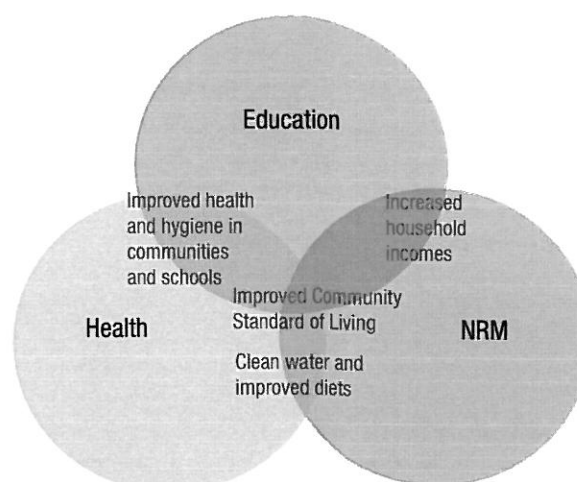 Education
Improved health
and hygiene in
communities
and schools
Increased
household
incomes
Improved Community
Standard of Living
Health
NRM
Clean water and
improved diets